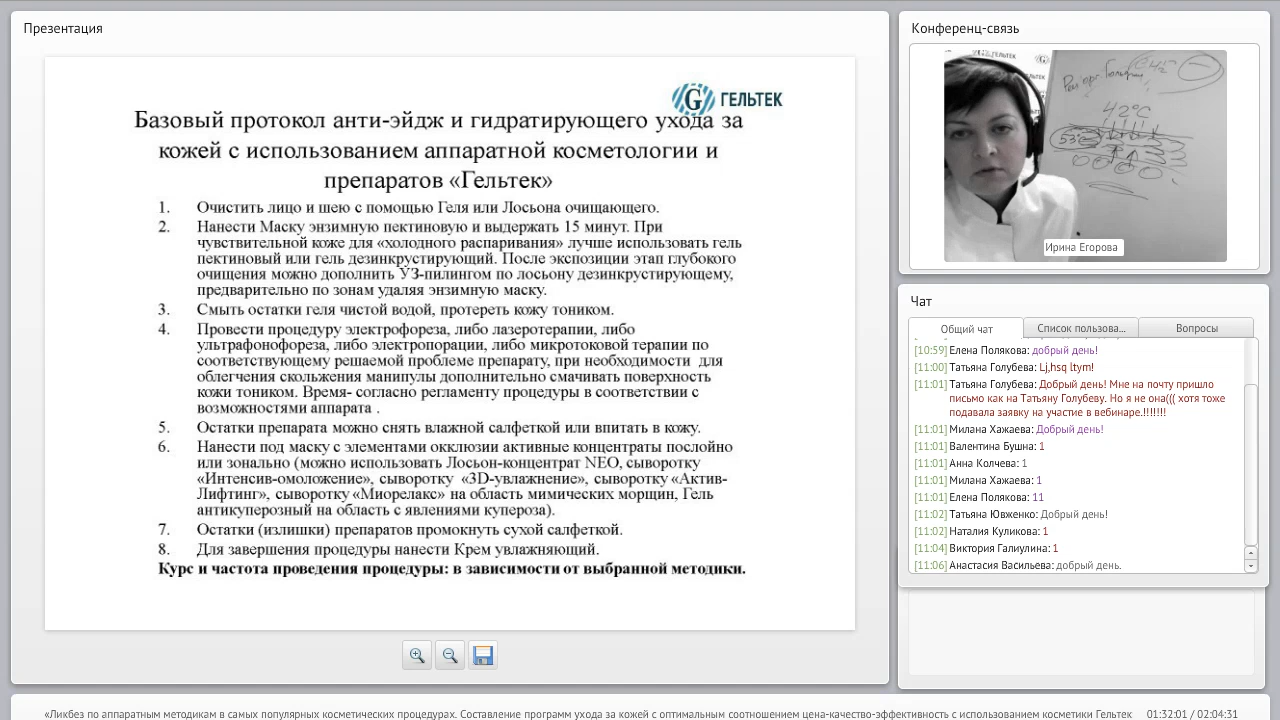 Презентация
ГЕЛЬТЕК
Базовый протокол анти-эйдж и гидратирующего ухода за
кожей с использованием аппаратной косметологии и
препаратов «Гельтек»
1. Очистить лицо и шею с помощью Геля или Лосьона очищающего.
2. Нанести Маску энзимную пектиновую и выдержать 15 минут. При
чувствительной коже для «холодного распаривания» лучше использовать гель
пектиновый или гель дезинкрустирующий. После экспозиции этап глубокого
очищения можно дополнить УЗ-пилингом по лосьону дезинкрустирующему,
предварительно по зонам удаляя энзимную маску.
3. Смыть остатки геля чистой водой, протереть кожу тоником.
4. Провести процедуру электрофореза, либо лазеротерапии, либо
ультрафонофореза, либо электропорации, либо микротоковой терапии по
соответствующему решаемой проблеме препарату, при необходимости для
облегчения скольжения манипулы дополнительно смачивать поверхность
кожи тоником. Время- согласно регламенту процедуры в соответствии с
возможностями аппарата .
5. Остатки препарата можно снять влажной салфеткой или впитать в кожу.
6. Нанести под маску с элементами окклюзии активные концентраты послойно
или зонально (можно использовать Лосьон-концентрат NEO, сыворотку
«Интенсив-омоложение», сыворотку «3D-увлажнение», сыворотку «Актив-
Лифтинг», сыворотку «Миорелакс» на область мимических морщин, Гель
антикуперозный на область с явлениями купероза).
7. Остатки (излишки) препаратов промокнуть сухой салфеткой.
8. Для завершения процедуры нанести Крем увлажняющий.
Курс и частота проведения процедуры: в зависимости от выбранной методики.
Конференц-связь
42°C
53°
Ирина Егорова
Чат
Общий чат Список пользова... Вопросы
[10:59] Елена Полякова: добрый день!
[11:00] Татьяна Голубева: Lj,hsq ltym!
[11:01] Татьяна Голубева: Добрый день! Мне на почту пришло
письмо как на Татьяну Голубеву. Но я не она((( хотя тоже
подавала заявку на участие в вебинаре.!!!!!!!
[11:01] Милана Хажаева: Добрый день!
[11:01] Валентина Бушна: 1
[11:01] Анна Колчева: 1
[11:01] Милана Хажаева: 1
[11:01] Елена Полякова: 11
[11:02] Татьяна Ювженко: Добрый день!
[11:02] Наталия Куликова: 1
[11:04] Виктория Галиулина: 1
[11:06] Анастасия Васильева: добрый день.
«Ликбез по аппаратным методикам в самых популярных косметических процедурах. Составление программ ухода за кожей с оптимальным соотношением цена-качество-эффективность с использованием косметики Гельтек 01:32:01 / 02:04:31